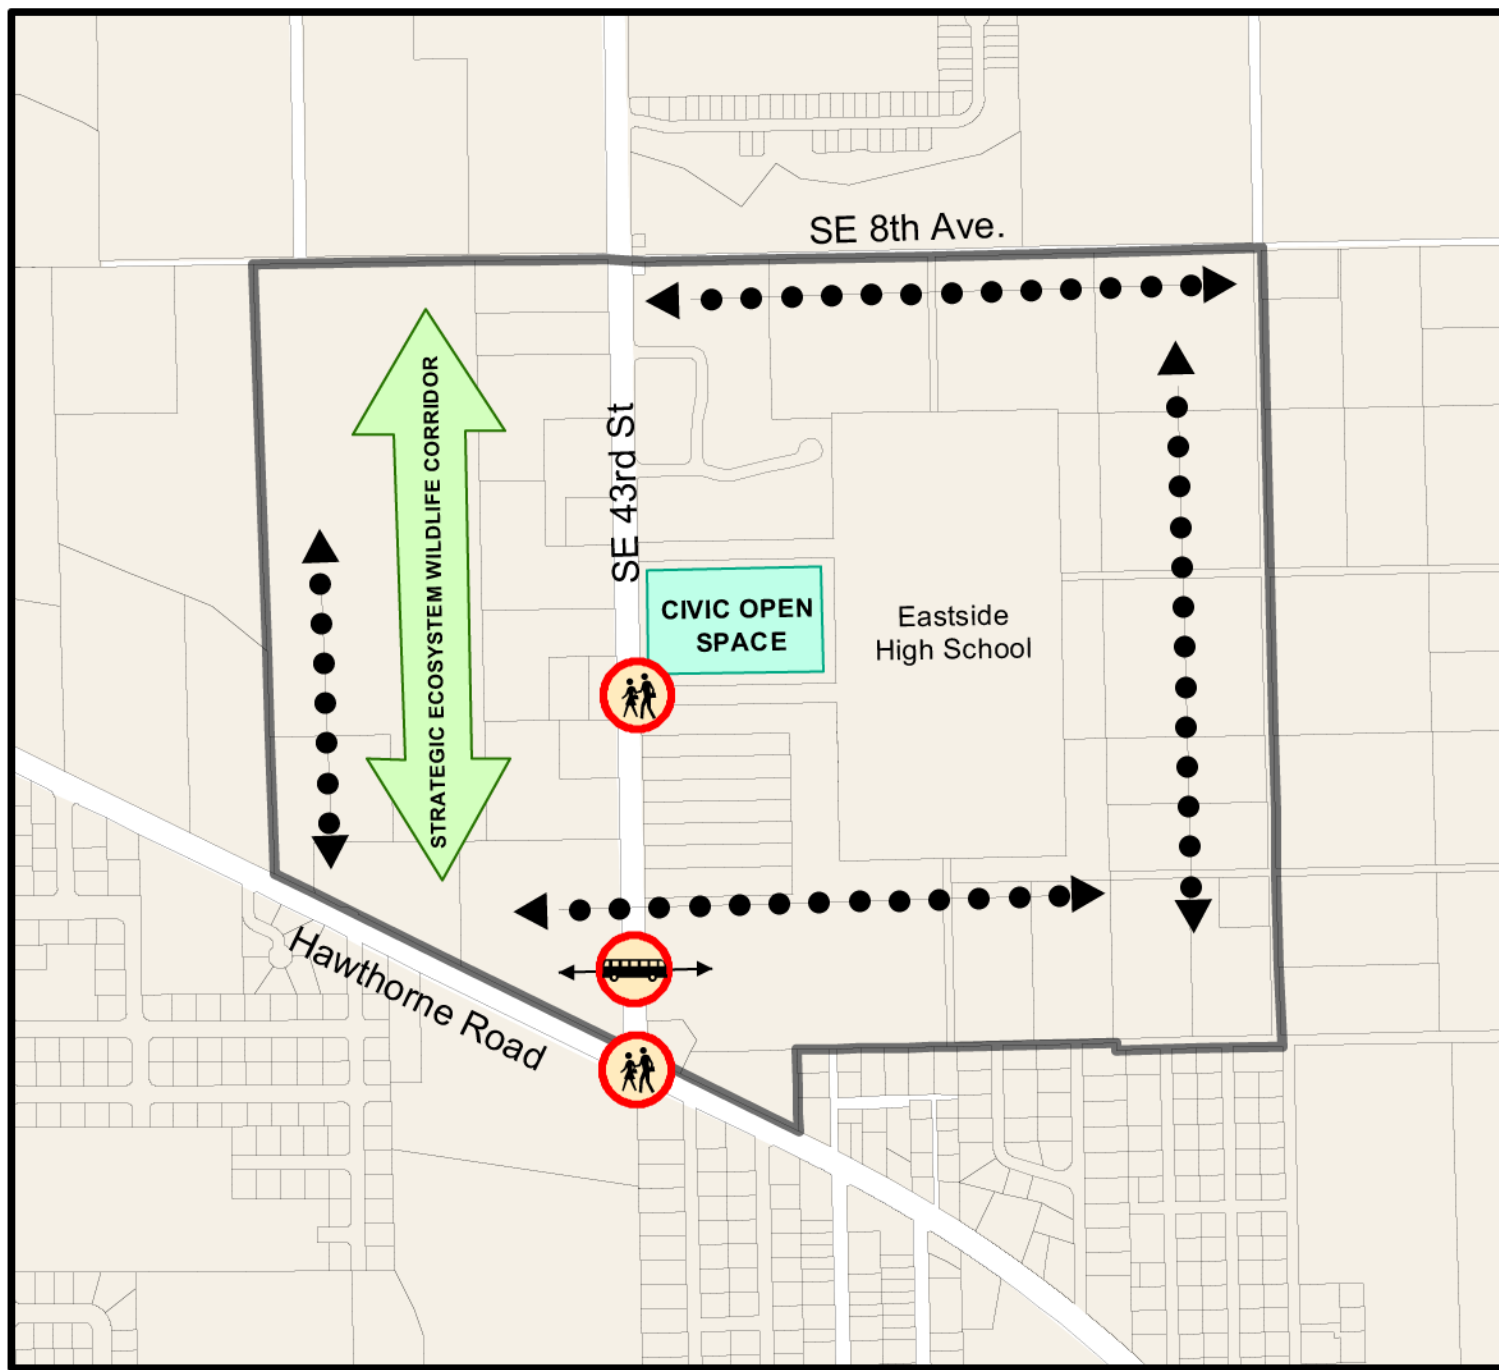 SE 8th Ave.
STRATEGIC ECOSYSTEM WILDLIFE CORRIDOR
SE 43rd St
CIVIC OPEN
SPACE
Eastside
High School
Hawthorne Road